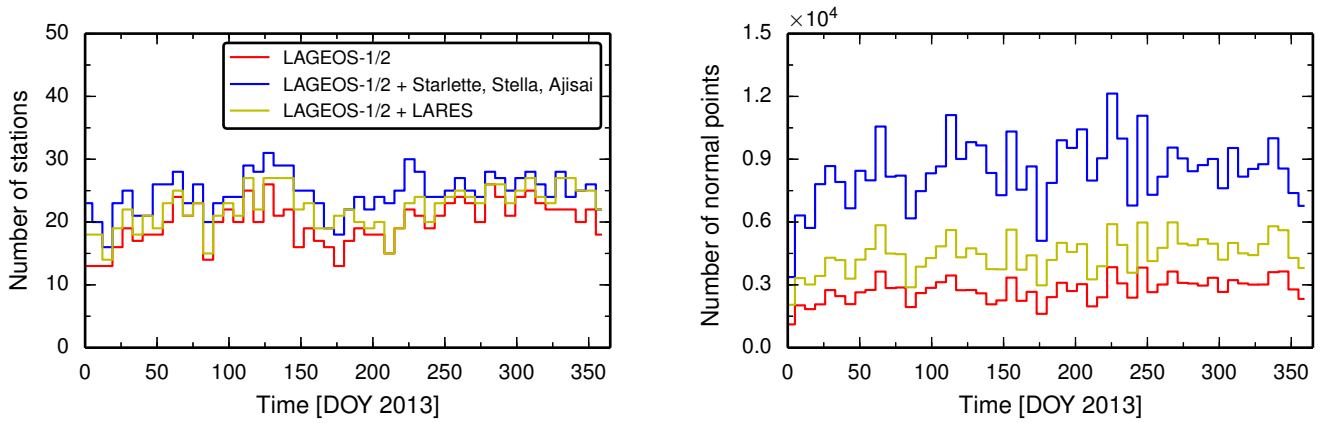 50
40
30
20
10
0
Number of stations
LAGEOS-1/2
LAGEOS-1/2 + Starlette, Stella, Ajisai
LAGEOS-1/2 + LARES
0 50 100 150 200 250 300 350
Time [DOY 2013]
×10⁴
1.5
1.2
0.9
0.6
0.3
0.0
Number of normal points
0 50 100 150 200 250 300 350
Time [DOY 2013]